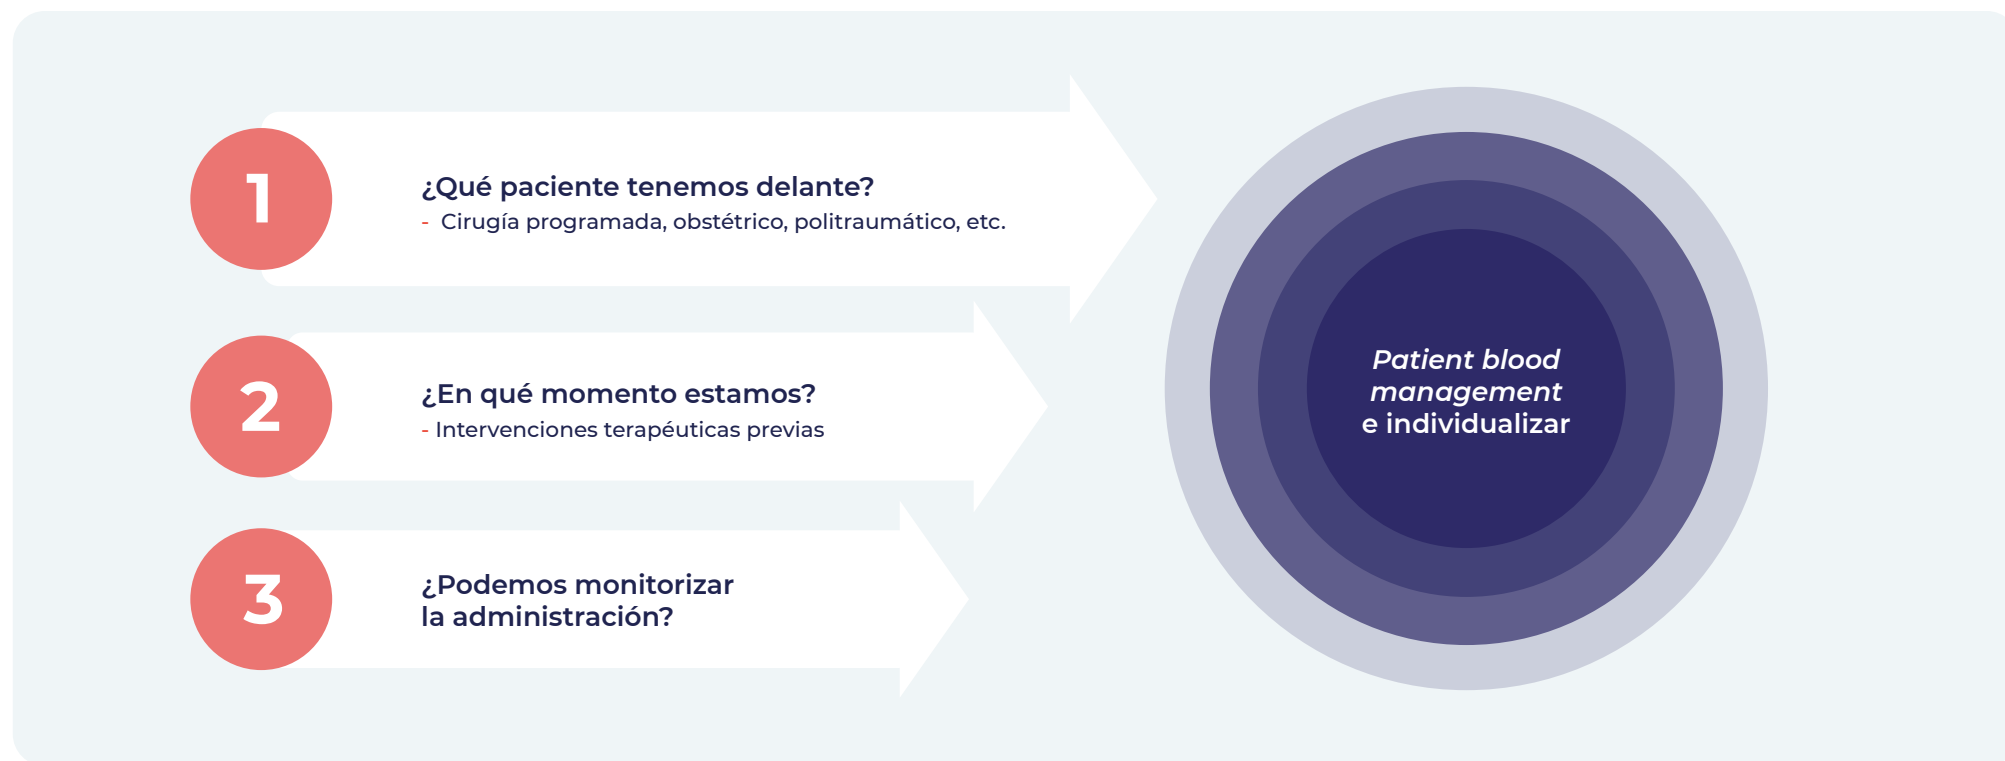 1
¿Qué paciente tenemos delante?
- Cirugía programada, obstétrico, politraumático, etc.
2
¿En qué momento estamos?
- Intervenciones terapéuticas previas
3
¿Podemos monitorizar
la administración?
Patient blood
management
e individualizar